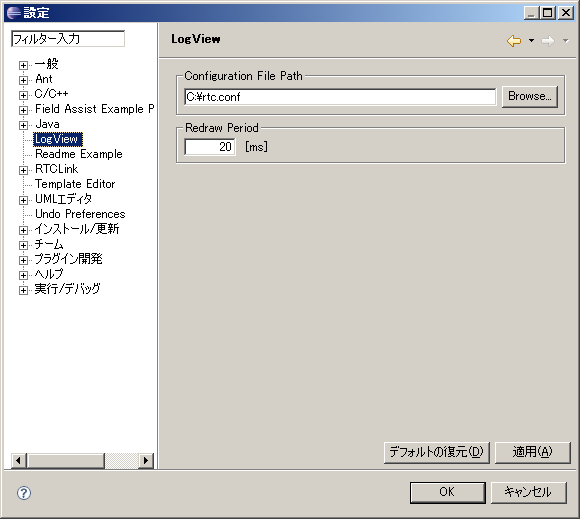 設定
フィルター入力
LogView
一般
Ant
C/C++
Field Assist Example P
Java
LogView
Readme Example
RTCLink
Template Editor
UMLエディタ
Undo Preferences
インストール/更新
チーム
プラグイン開発
ヘルプ
実行/デバッグ
Configuration File Path
C:¥rtc.conf
Browse...
Redraw Period
20 [ms]
デフォルトの復元(D)
適用(A)
?
OK
キャンセル